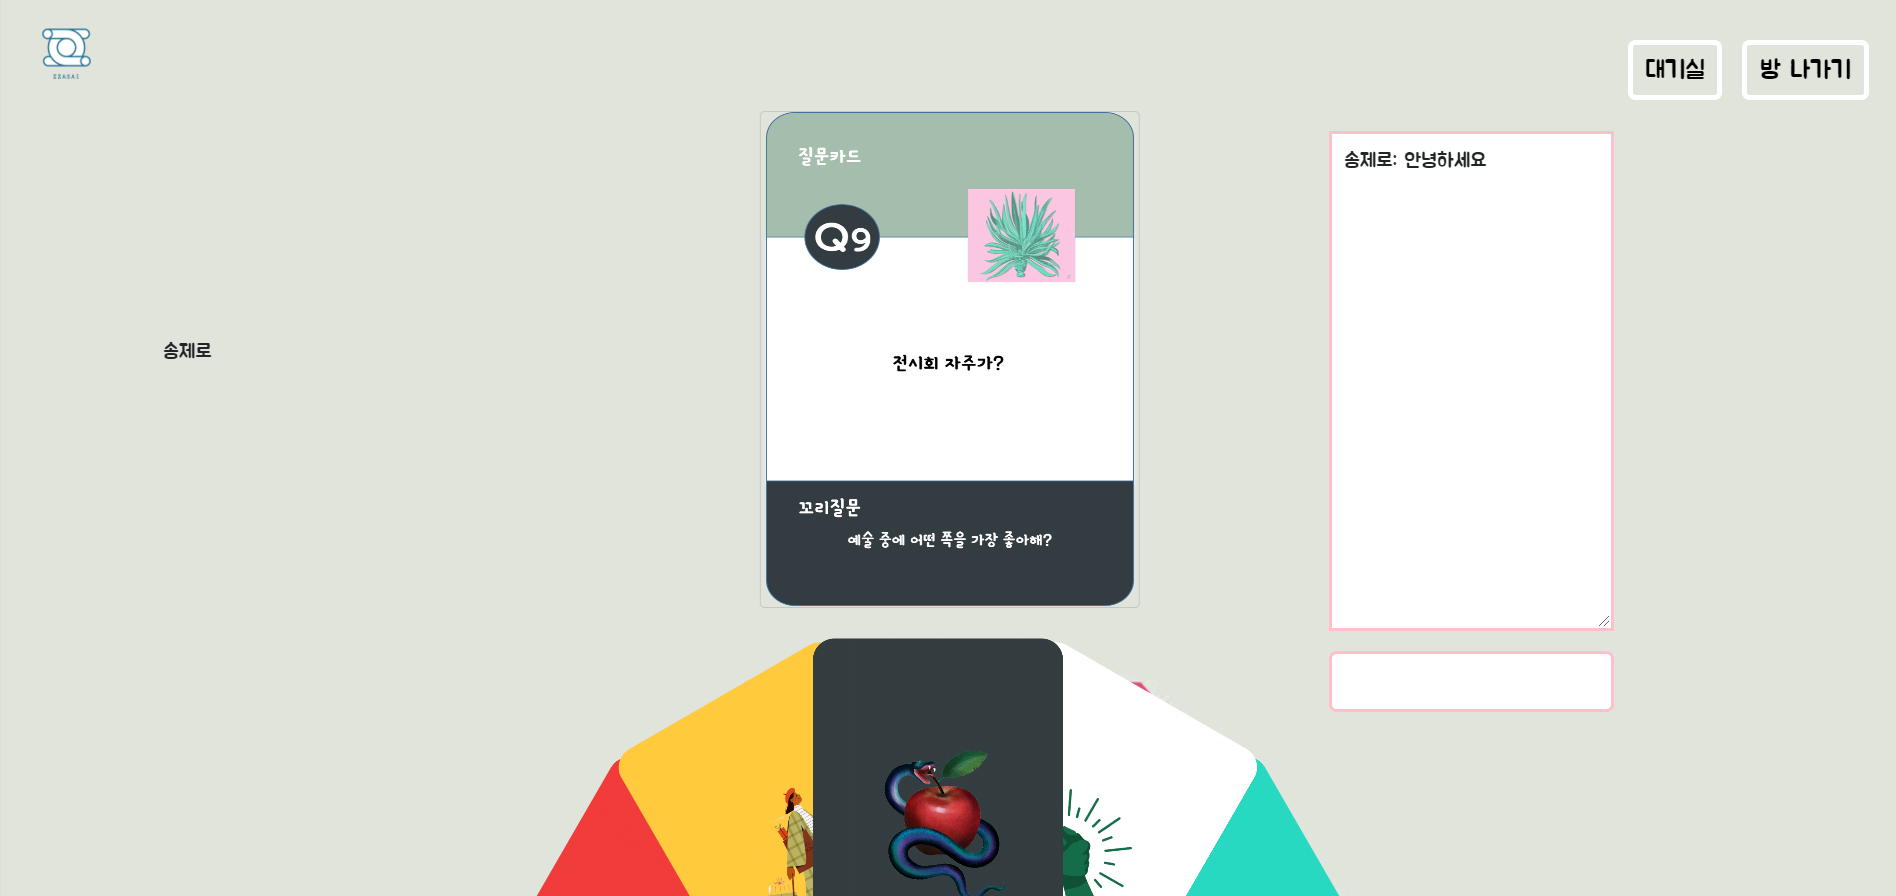 대기실
방 나가기
질문카드
Q9
송제로: 안녕하세요
송제로
전시회 자주가?
꼬리질문
예술 중에 어떤 쪽을 가장 좋아해?